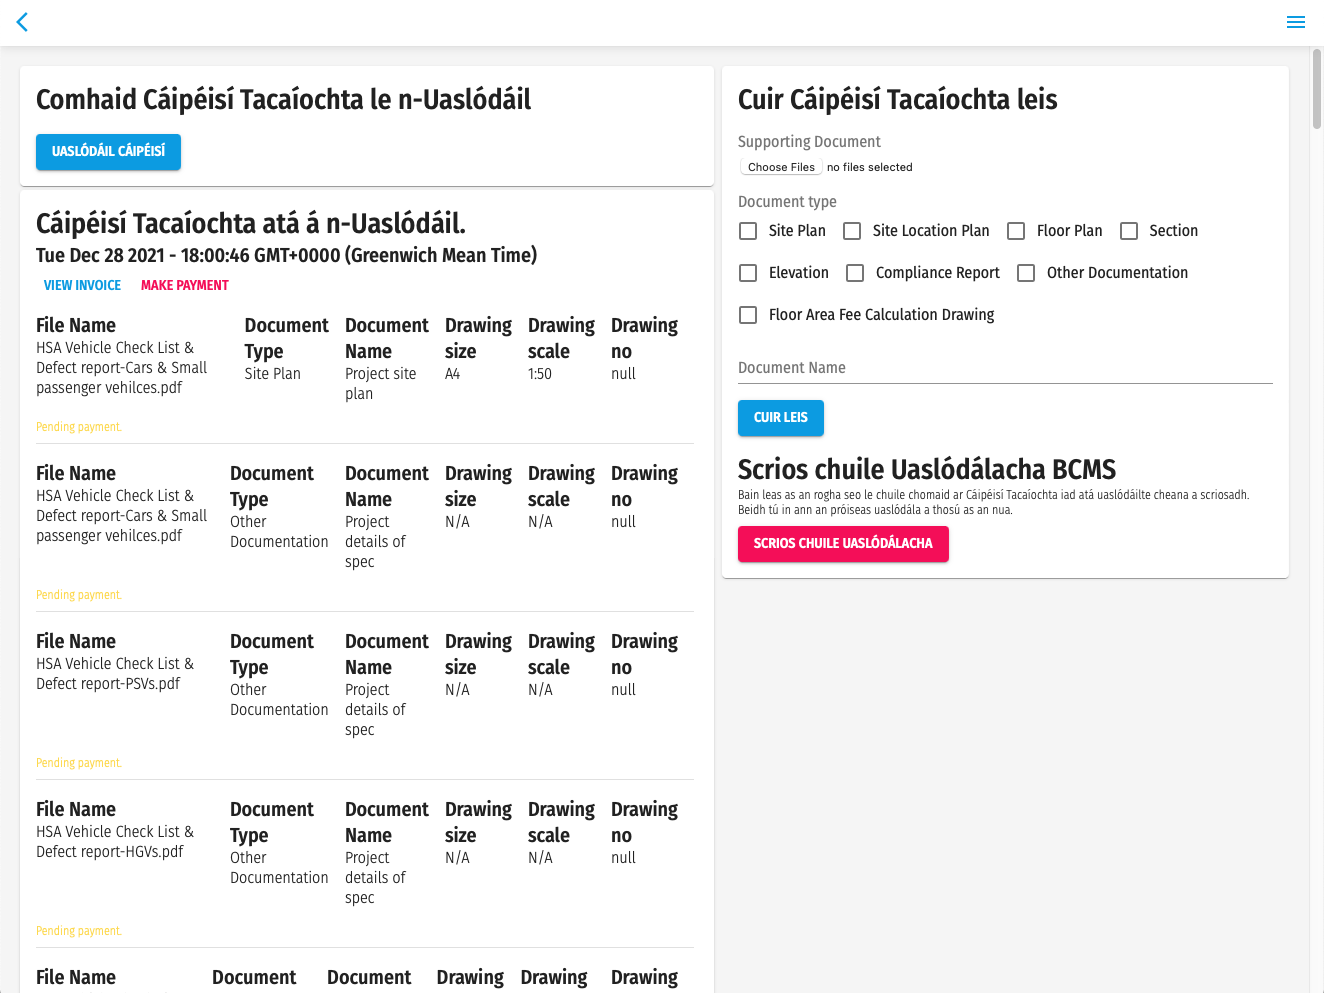 Comhaid Cáipéisí Tacaíochta le n-Uaslódáil
UASLÓDÁIL CÁIPÉISÍ
Cáipéisí Tacaíochta atá á n-Uaslódáil.
Tue Dec 28 2021 - 18:00:46 GMT+0000 (Greenwich Mean Time)
VIEW INVOICE MAKE PAYMENT
File Name
HSA Vehicle Check List &
Defect report-Cars & Small
passenger vehilces.pdf
Document
Type
Site Plan
Document
Name
Project site
plan
Drawing
size
A4
Drawing
scale
1:50
Drawing
no
null
Pending payment.
File Name
HSA Vehicle Check List &
Defect report-Cars & Small
passenger vehilces.pdf
Document
Type
Other
Documentation
Document
Name
Project
details of
spec
Drawing
size
N/A
Drawing
scale
N/A
Drawing
no
null
Pending payment.
File Name
HSA Vehicle Check List &
Defect report-PSVs.pdf
Document
Type
Other
Documentation
Document
Name
Project
details of
spec
Drawing
size
N/A
Drawing
scale
N/A
Drawing
no
null
Pending payment.
File Name
HSA Vehicle Check List &
Defect report-HGVs.pdf
Document
Type
Other
Documentation
Document
Name
Project
details of
spec
Drawing
size
N/A
Drawing
scale
N/A
Drawing
no
null
Pending payment.
File Name Document Document Drawing Drawing Drawing
Cuir Cáipéisí Tacaíochta leis
Supporting Document
Choose Files no files selected
Document type
Site Plan Site Location Plan Floor Plan Section
Elevation Compliance Report Other Documentation
Floor Area Fee Calculation Drawing
Document Name
CUIR LEIS
Scrios chuile Uaslódálacha BCMS
Bain leas as an rogha seo le chuile chomaid ar Cáipéisí Tacaíochta iad atá uaslódáilte cheana a scriosadh.
Beidh tú in ann an próiseas uaslódála a thosú as an nua.
SCRIOS CHUILE UASLÓDÁLACHA